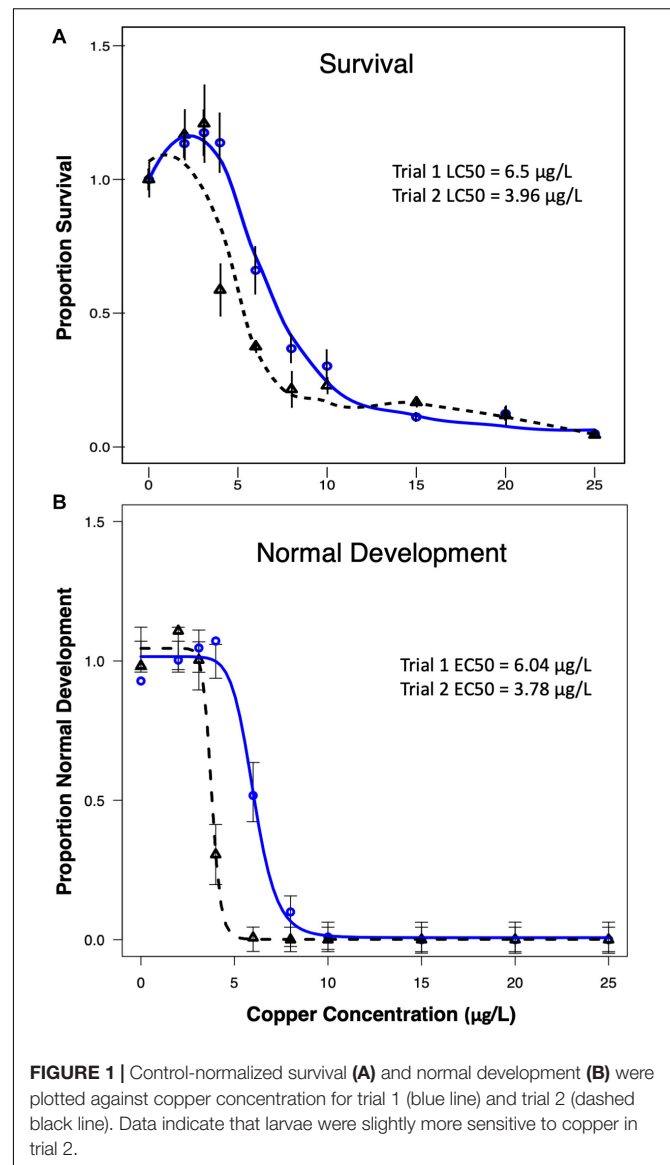 A
Survival
Trial 1 LC50 = 6.5 µg/L
Trial 2 LC50 = 3.96 µg/L
Proportion Survival
1.5
1.0
0.5
0.0
0 5 10 15 20 25
B
Normal Development
Trial 1 EC50 = 6.04 µg/L
Trial 2 EC50 = 3.78 µg/L
Proportion Normal Development
1.5
1.0
0.5
0.0
0 5 10 15 20 25
Copper Concentration (µg/L)
FIGURE 1 | Control-normalized survival (A) and normal development (B) were
plotted against copper concentration for trial 1 (blue line) and trial 2 (dashed
black line). Data indicate that larvae were slightly more sensitive to copper in
trial 2.